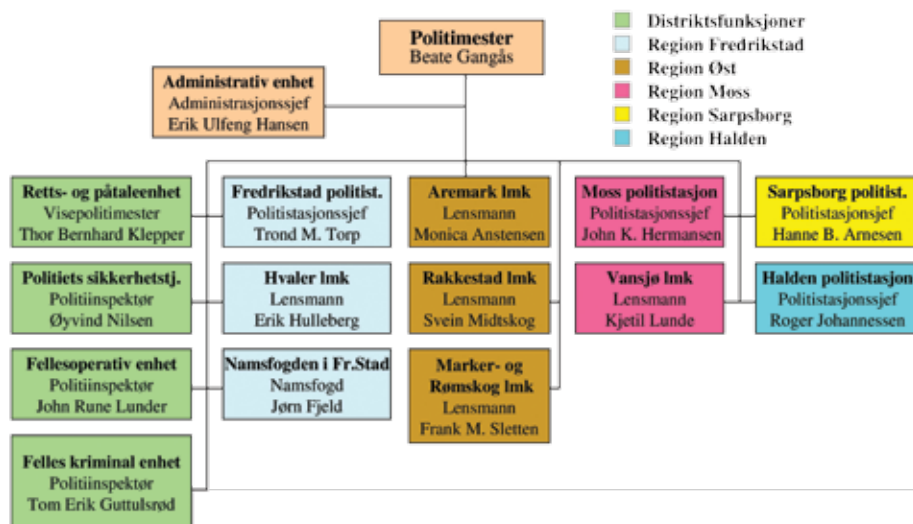 Politimester
Beate Gangås
Administrativ enhet
Administrasjonssjef
Erik Ulfeng Hansen
Distriktsfunksjoner
Region Fredrikstad
Region Øst
Region Moss
Region Sarpsborg
Region Halden
Retts- og påtaleenhet
Visepolitimester
Thor Bernhard Klepper
Fredrikstad politist.
Politistasjonssjef
Trond M. Torp
Aremark lmk
Lensmann
Monica Anstensen
Moss politistasjon
Politistasjonssjef
John K. Hermansen
Sarpsborg politist.
Politistasjonsjef
Hanne B. Arnesen
Politiets sikkerhetstj.
Politiinspektør
Øyvind Nilsen
Hvaler lmk
Lensmann
Erik Hulleberg
Rakkestad lmk
Lensmann
Svein Midtskog
Vansjø lmk
Lensmann
Kjetil Lunde
Halden politistasjon
Politistasjonssjef
Roger Johannessen
Fellesoperativ enhet
Politiinspektør
John Rune Lunder
Namsfogden i Fr.Stad
Namsfogd
Jørn Fjeld
Marker- og
Rømskog lmk
Lensmann
Frank M. Sletten
Felles kriminal enhet
Politiinspektør
Tom Erik Guttulsrød